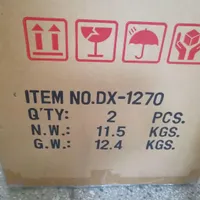 ITEM NO.DX-1270
Q'TY: 2 PCS.
N.W.: 11.5 KGS.
G.W.: 12.4 KGS.